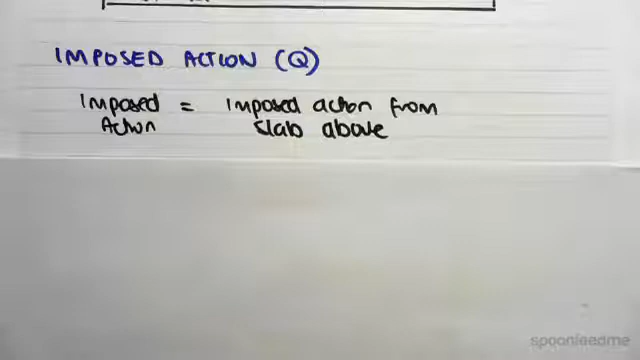 IMPOSED ACTION (Q)
Imposed = imposed action from
Action slab above
spoonfeedme